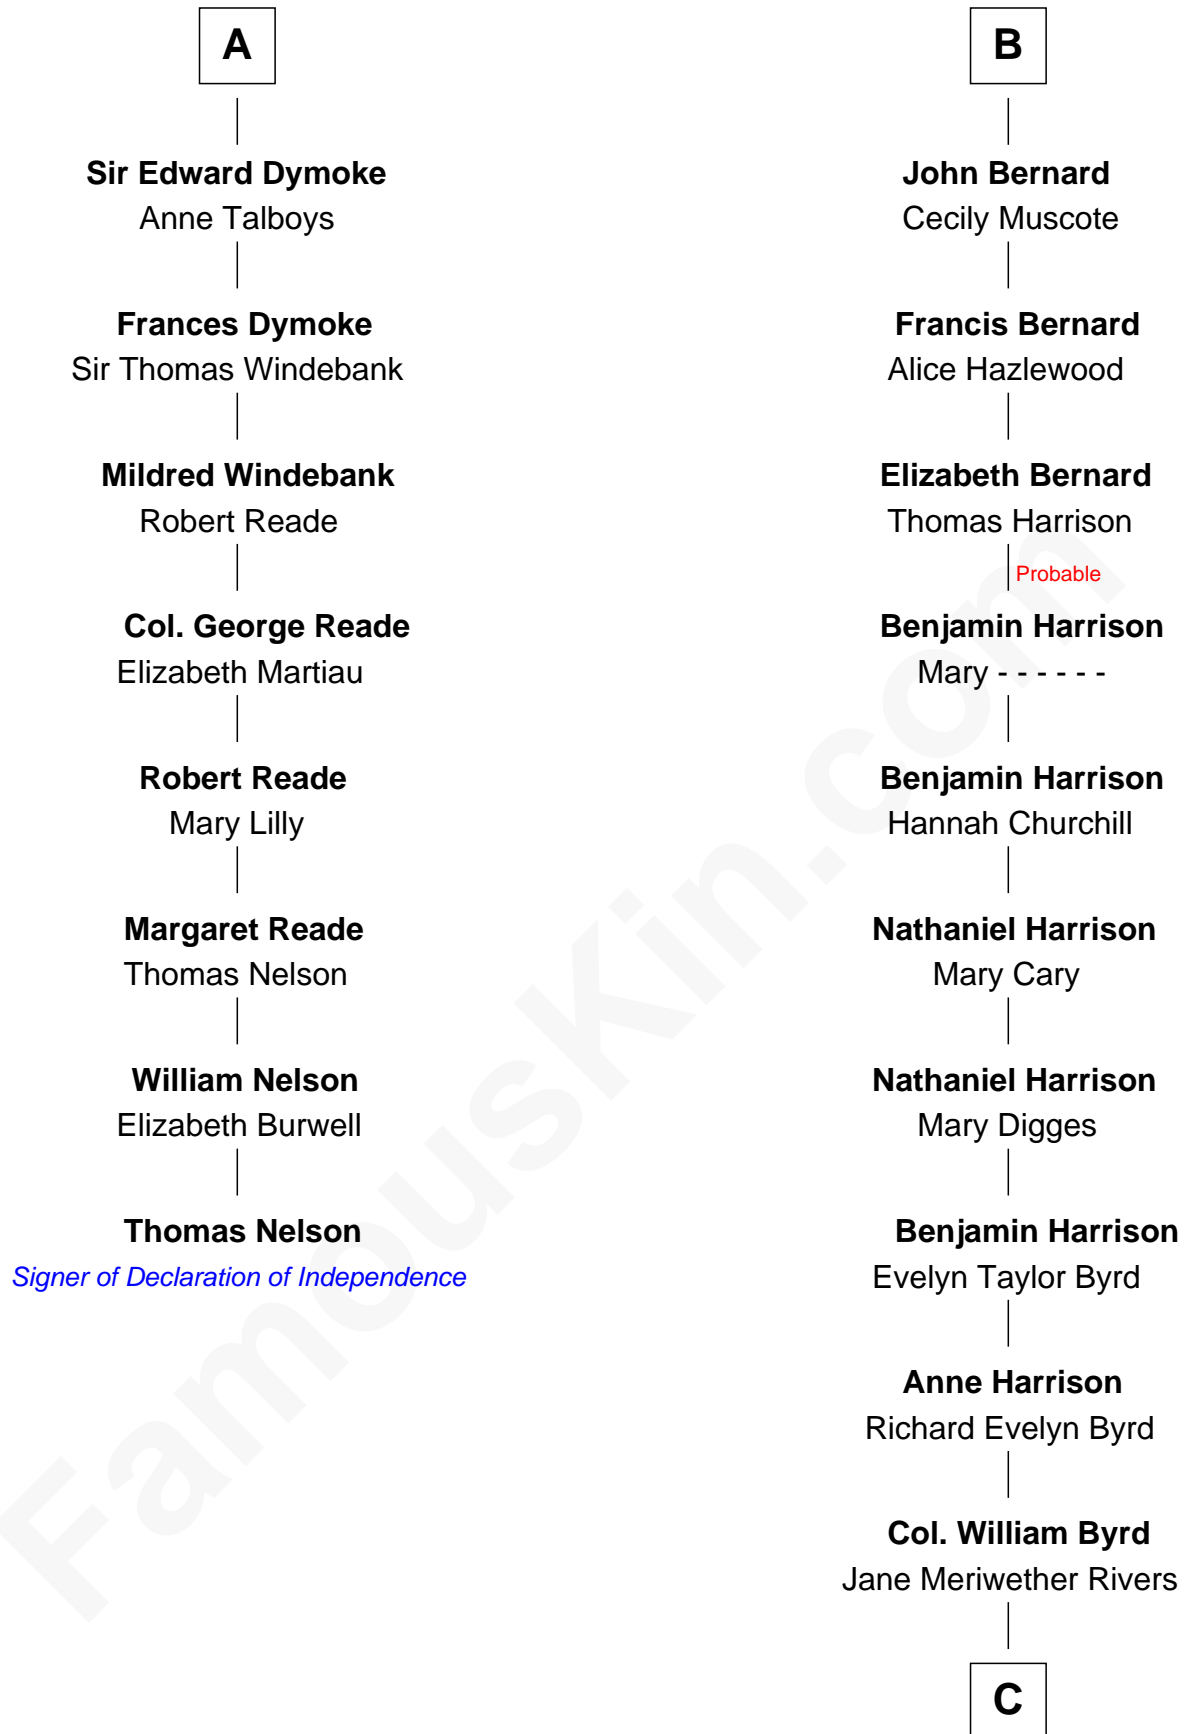 A
Sir Edward Dymoke
Anne Talboys
Frances Dymoke
Sir Thomas Windebank
Mildred Windebank
Robert Reade
Col. George Reade
Elizabeth Martiau
Robert Reade
Mary Lilly
Margaret Reade
Thomas Nelson
William Nelson
Elizabeth Burwell
Thomas Nelson
Signer of Declaration of Independence
B
John Bernard
Cecily Muscote
Francis Bernard
Alice Hazlewood
Elizabeth Bernard
Thomas Harrison
Probable
Benjamin Harrison
Mary - - - - - -
Benjamin Harrison
Hannah Churchill
Nathaniel Harrison
Mary Cary
Nathaniel Harrison
Mary Digges
Benjamin Harrison
Evelyn Taylor Byrd
Anne Harrison
Richard Evelyn Byrd
Col. William Byrd
Jane Meriwether Rivers
C
FamousKin.com